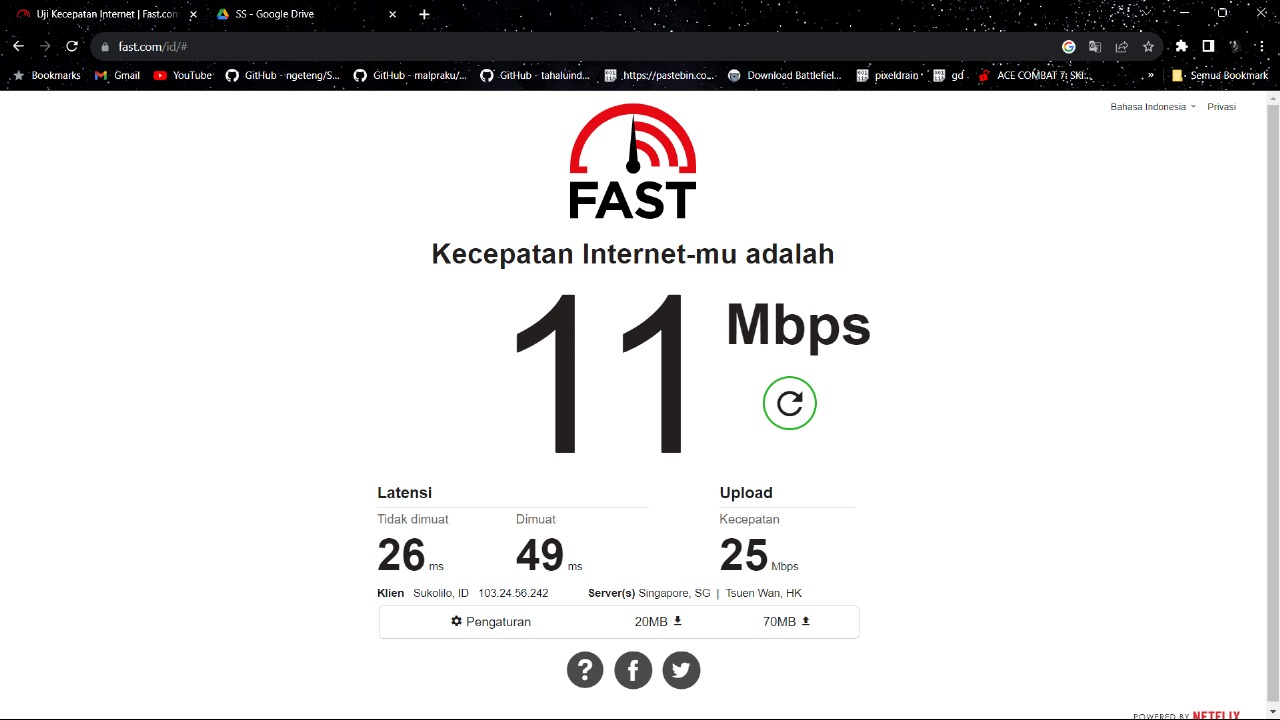 Uji Kecepatan Internet | Fast.com
SS - Google Drive
fast.com/id/#
Bookmarks Gmail YouTube GitHub - ngoteng/S... GitHub - malpraku/... GitHub - tahalund... https://pastebin.co... Download: codefiel... pixeldrain gd ACE COMBAT 7: SKI... » Semua Bookmark
Bahasa Indonesia Privasi
FAST
Kecepatan Internet-mu adalah
11 Mbps
Latensi Upload
Tidak dimuat Dimuat Kecepatan
26 ms 49 ms 25 Mbps
Klien Sukolilo, ID 103.24.56.242 Server(s) Singapore, SG | Tsuen Wan, HK
Pengaturan 20MB 70MB
POWERED BY NETFLIX